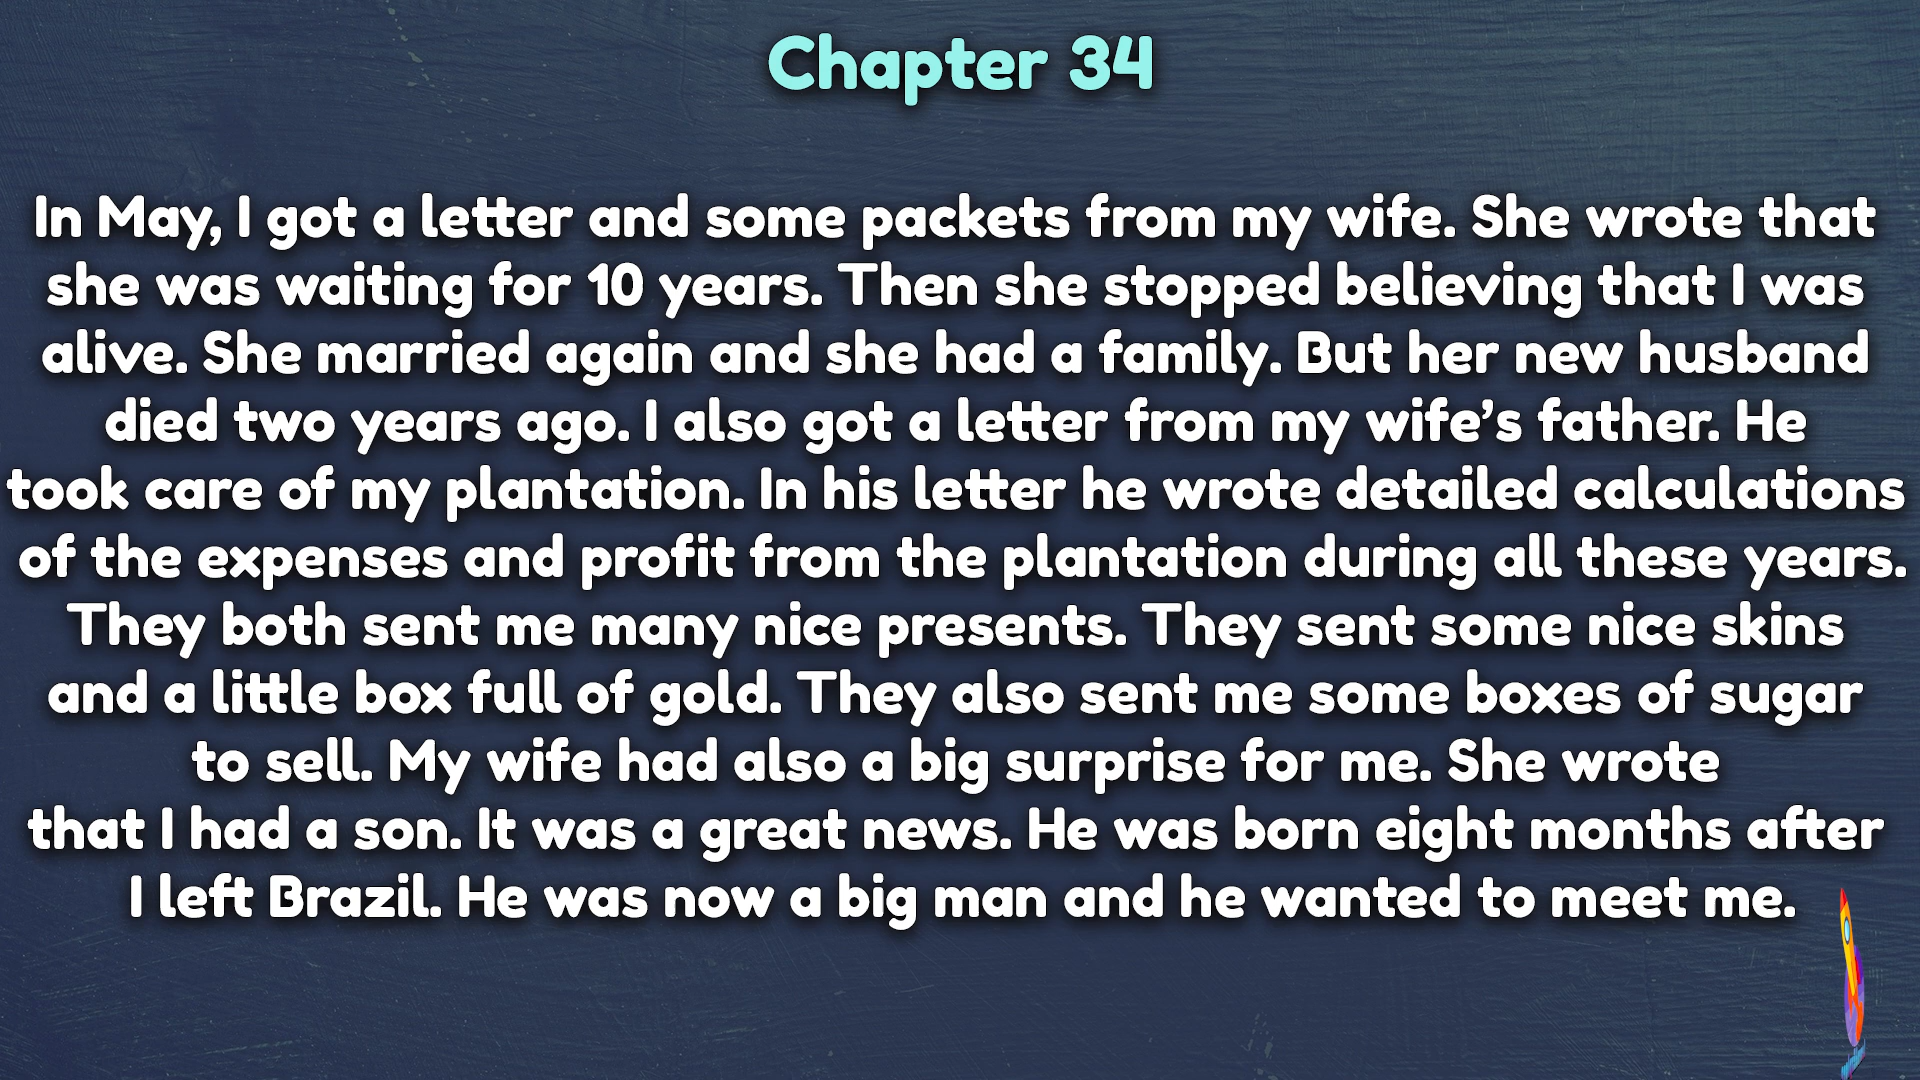 Chapter 34
In May, I got a letter and some packets from my wife. She wrote that
she was waiting for 10 years. Then she stopped believing that I was
alive. She married again and she had a family. But her new husband
died two years ago. I also got a letter from my wife’s father. He
took care of my plantation. In his letter he wrote detailed calculations
of the expenses and profit from the plantation during all these years.
They both sent me many nice presents. They sent some nice skins
and a little box full of gold. They also sent me some boxes of sugar
to sell. My wife had also a big surprise for me. She wrote
that I had a son. It was a great news. He was born eight months after
I left Brazil. He was now a big man and he wanted to meet me.